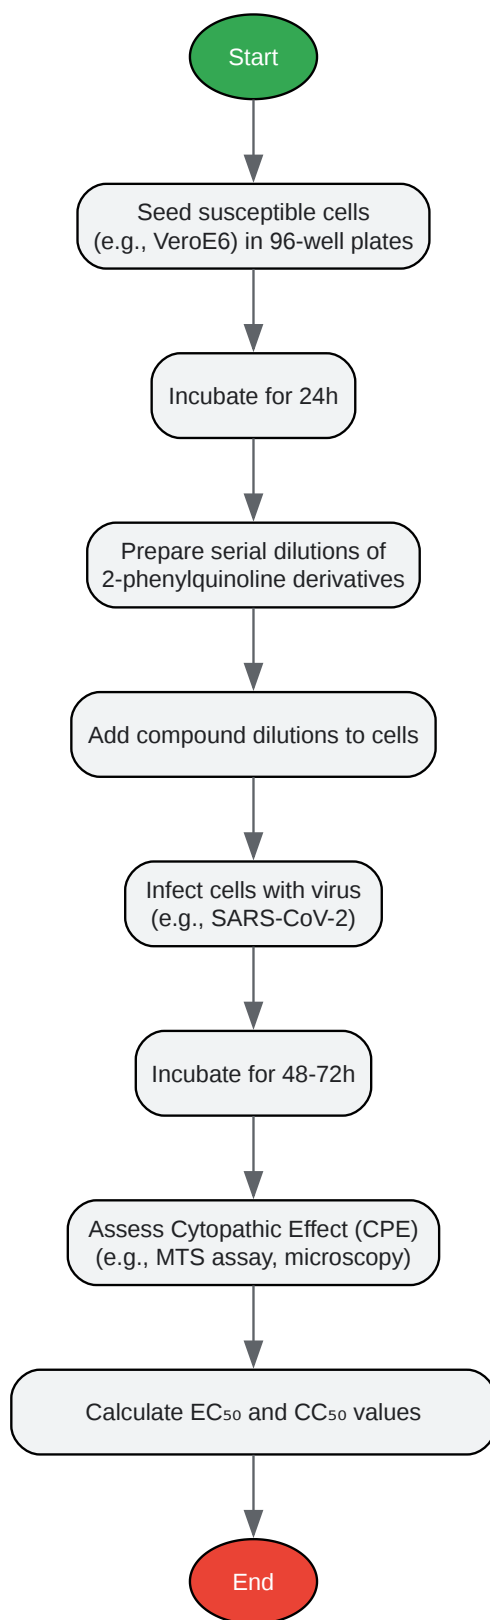 Start
Seed susceptible cells
(e.g., VeroE6) in 96-well plates
Incubate for 24h
Prepare serial dilutions of
2-phenylquinoline derivatives
Add compound dilutions to cells
Infect cells with virus
(e.g., SARS-CoV-2)
Incubate for 48-72h
Assess Cytopathic Effect (CPE)
(e.g., MTS assay, microscopy)
Calculate EC₅₀ and CC₅₀ values
End